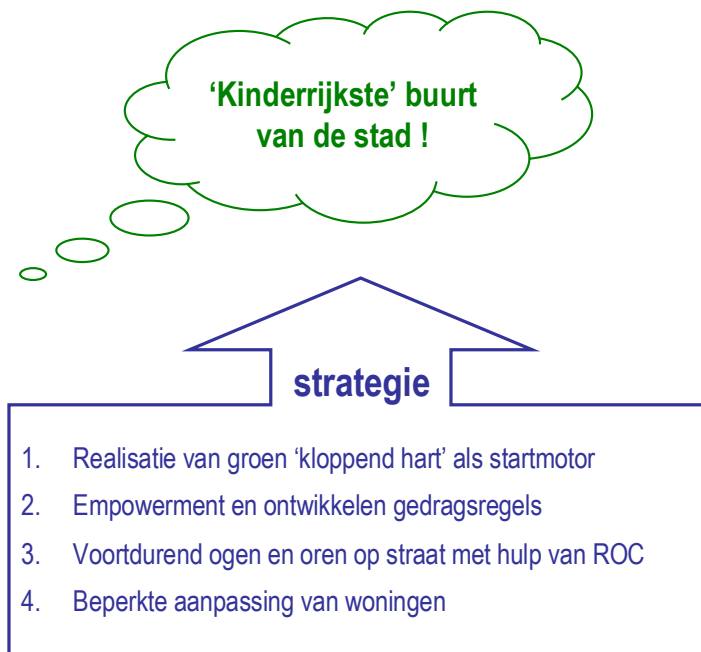 ‘Kinderrijkste’ buurt
van de stad !
strategie
1. Realisatie van groen ‘kloppend hart’ als startmotor
2. Empowerment en ontwikkelen gedragsregels
3. Voortdurend ogen en oren op straat met hulp van ROC
4. Beperkte aanpassing van woningen